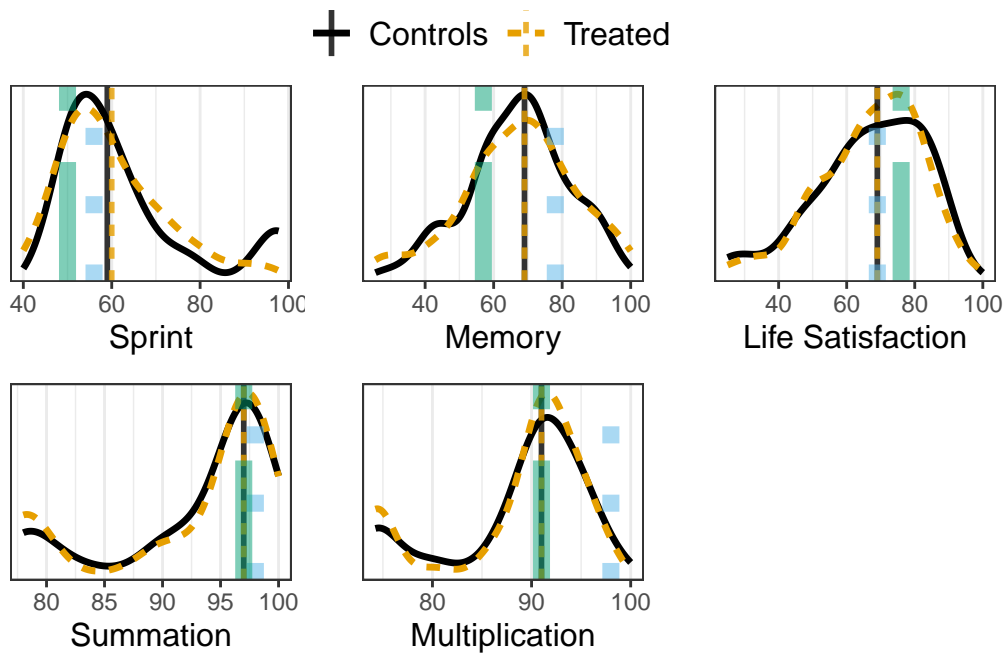 Controls Treated
40 60 80 100
Sprint
40 60 80 100
Memory
40 60 80 100
Life Satisfaction
80 85 90 95 100
Summation
80 90 100
Multiplication